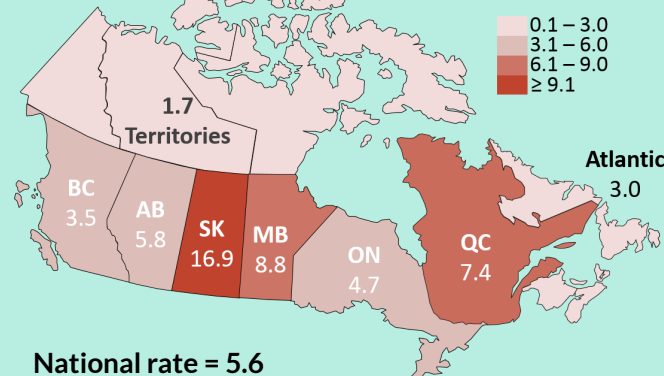 0.1 – 3.0
3.1 – 6.0
6.1 – 9.0
≥ 9.1
1.7
Territories
Atlantic
3.0
BC
3.5
AB
5.8
SK
16.9
MB
8.8
ON
4.7
QC
7.4
National rate = 5.6